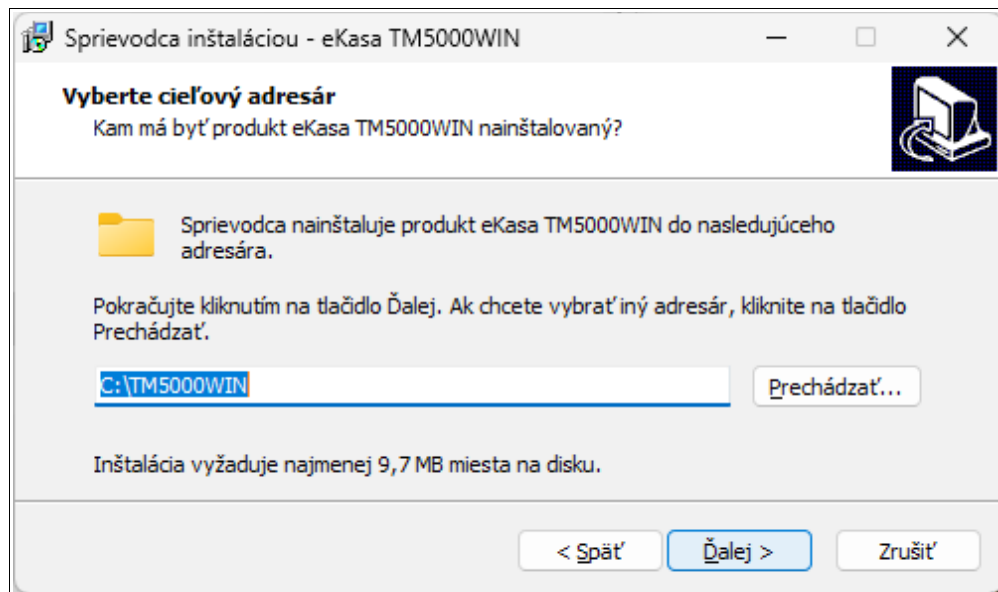 Sprievodca inštaláciou - eKasa TM5000WIN
Vyberte cieľový adresár
Kam má byť produkt eKasa TM5000WIN nainštalovaný?
Sprievodca nainštaluje produkt eKasa TM5000WIN do nasledujúceho
adresára.
Pokračujte kliknutím na tlačidlo Ďalej. Ak chcete vybrať iný adresár, kliknite na tlačidlo
Prechádzať.
C:\TM5000WIN
Prechádzať...
Inštalácia vyžaduje najmenej 9,7 MB miesta na disku.
< Späť
Ďalej >
Zrušiť